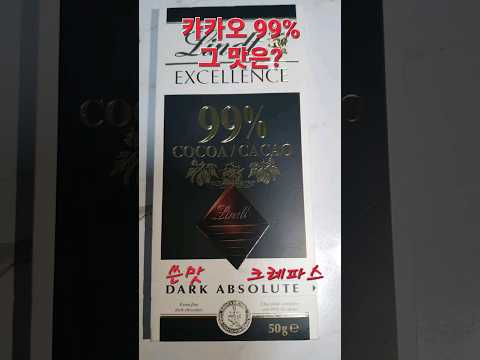 카카오 99%
Lindt
그 맛은?
EXCELLENCE
99%
COCOA/CACAO
Lindt
쓴맛 크레파스
DARK ABSOLUTE
50g e